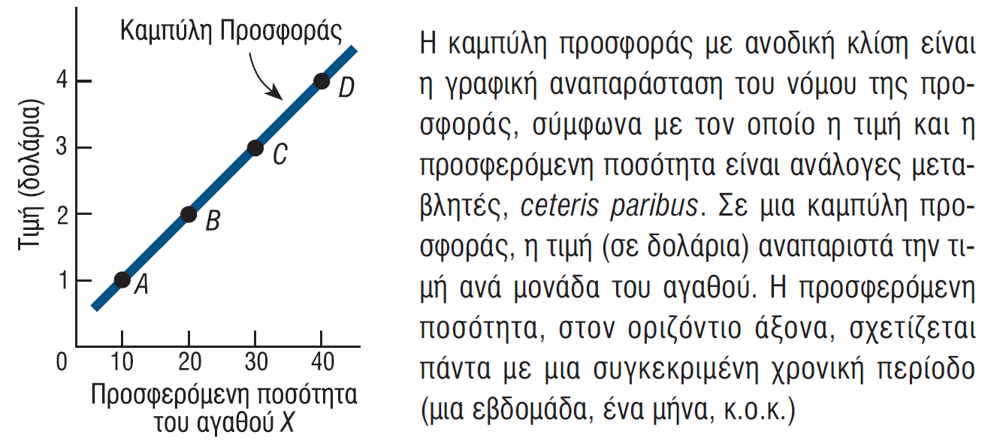 Καμπύλη Προσφοράς
Τιμή (δολάρια)
4
3
2
1
D
C
B
A
0 10 20 30 40
Προσφερόμενη ποσότητα
του αγαθού X
Η καμπύλη προσφοράς με ανοδική κλίση είναι
η γραφική αναπαράσταση του νόμου της προ-
σφοράς, σύμφωνα με τον οποίο η τιμή και η
προσφερόμενη ποσότητα είναι ανάλογες μετα-
βλητές, ceteris paribus. Σε μια καμπύλη προ-
σφοράς, η τιμή (σε δολάρια) αναπαριστά την τι-
μή ανά μονάδα του αγαθού. Η προσφερόμενη
ποσότητα, στον οριζόντιο άξονα, σχετίζεται
πάντα με μια συγκεκριμένη χρονική περίοδο
(μια εβδομάδα, ένα μήνα, κ.ο.κ.)